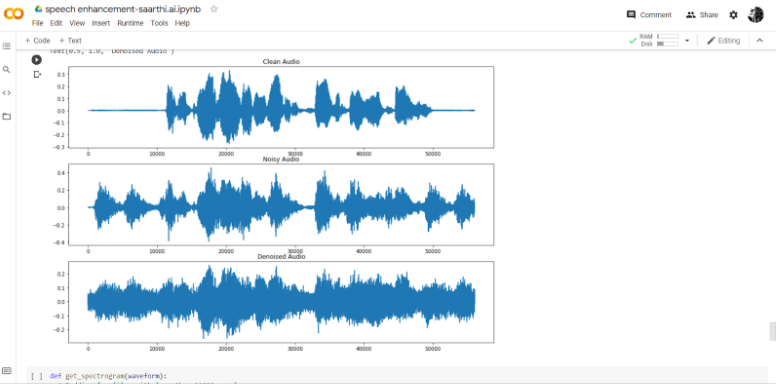 speech enhancement-saarthi.ai.ipynb
File Edit View Insert Runtime Tools Help
Comment Share
+ Code + Text
RAM
Disk
Editing
Text(0.5, 1.0, 'Denoised Audio')
Clean Audio
0.3
0.2
0.1
0.0
−0.1
−0.2
−0.3
0 10000 20000 30000 40000 50000
Noisy Audio
0.4
0.2
0.0
−0.2
−0.4
0 10000 20000 30000 40000 50000
Denoised Audio
0.2
0.1
0.0
−0.1
−0.2
0 10000 20000 30000 40000 50000
[ ] def get_spectrogram(waveform):